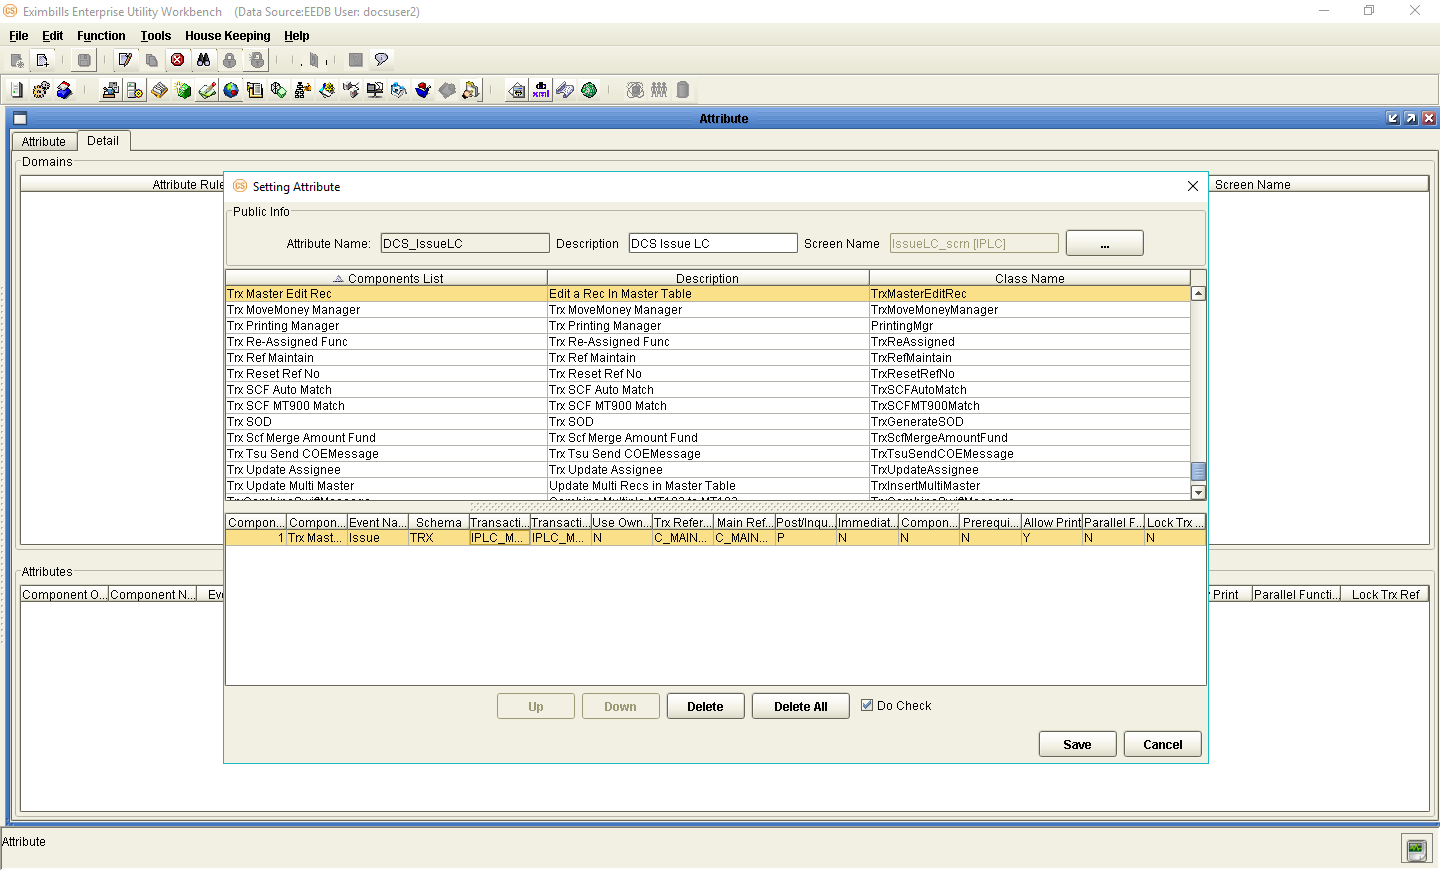 Eximbills Enterprise Utility Workbench (Data Source:EEDB User: docsuser2)
File Edit Function Tools House Keeping Help
Attribute
Attribute Detail
Domains
Attribute Rule Screen Name
Setting Attribute
Public Info
Attribute Name: DCS_IssueLC Description DCS Issue LC Screen Name IssueLC_scrn [IPLC] ...
Components List Description Class Name
Trx Master Edit Rec Edit a Rec In Master Table TrxMasterEditRec
Trx MoveMoney Manager Trx MoveMoney Manager TrxMoveMoneyManager
Trx Printing Manager Trx Printing Manager PrintingMgr
Trx Re-Assigned Func Trx Re-Assigned Func TrxReAssigned
Trx Ref Maintain Trx Ref Maintain TrxRefMaintain
Trx Reset Ref No Trx Reset Ref No TrxResetRefNo
Trx SCF Auto Match Trx SCF Auto Match TrxSCFAutoMatch
Trx SCF MT900 Match Trx SCF MT900 Match TrxSCFMT900Match
Trx SOD Trx SOD TrxGenerateSOD
Trx Scf Merge Amount Fund Trx Scf Merge Amount Fund TrxScfMergeAmountFund
Trx Tsu Send COEMessage Trx Tsu Send COEMessage TrxTsuSendCOEMessage
Trx Update Assignee Trx Update Assignee TrxUpdateAssignee
Trx Update Multi Master Update Multi Recs in Master Table TrxInsertMultiMaster
Compon... Compon... Event Na... Schema Transacti... Transacti... Use Own... Trx Refer... Main Ref... Post/Inqu... Immediat... Compon... Prerequi... Allow Print Parallel F... Lock Trx ...
1 Trx Mast... Issue TRX IPLC_M... IPLC_M... N C_MAIN... C_MAIN... P N N N Y N N
Attributes
Component O... Component N... Eve Print Parallel Functi... Lock Trx Ref
Up Down Delete Delete All Do Check
Save Cancel
Attribute